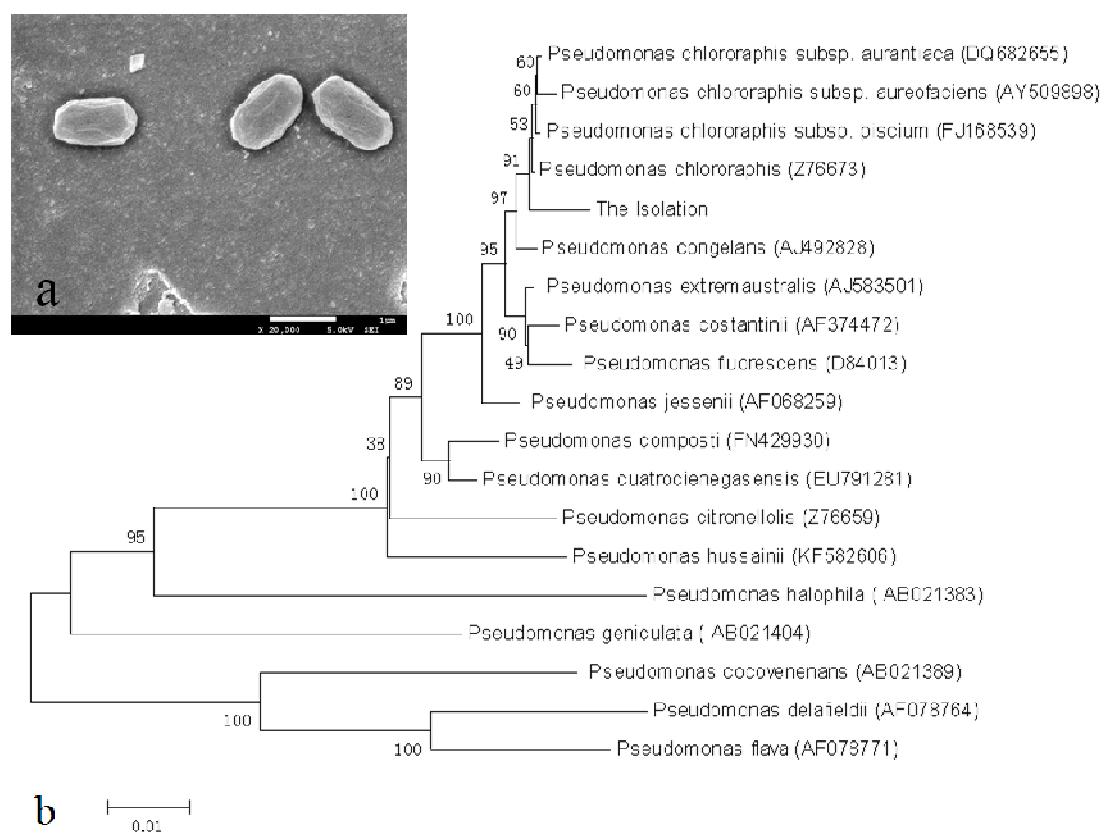 a
X 20,000 5.0kV SEI 1μm
60
Pseudomonas chlororaphis subsp. aurantiaca (DQ682655)
60
Pseudomonas chlororaphis subsp. aureofaciens (AY509898)
53
Pseudomonas chlororaphis subsp. piscium (FJ168539)
91
Pseudomonas chlororaphis (Z76673)
97
The Isolation
95
Pseudomonas congelans (AJ492828)
Pseudomonas extremaustralis (AJ583501)
100
Pseudomonas costantinii (AF374472)
90
49
Pseudomonas fucrescens (D84013)
89
Pseudomonas jessenii (AF068259)
38
Pseudomonas composti (FN429930)
90
Pseudomonas cuatrocienegasensis (EU791281)
100
Pseudomonas citronellolis (Z76659)
95
Pseudomonas hussainii (KF582606)
Pseudomonas halophila ( AB021383)
Pseudomonas geniculata ( AB021404)
Pseudomonas cocovenenans (AB021389)
100
Pseudomonas delafieldii (AF078764)
100
Pseudomonas flava (AF078771)
b
0.01